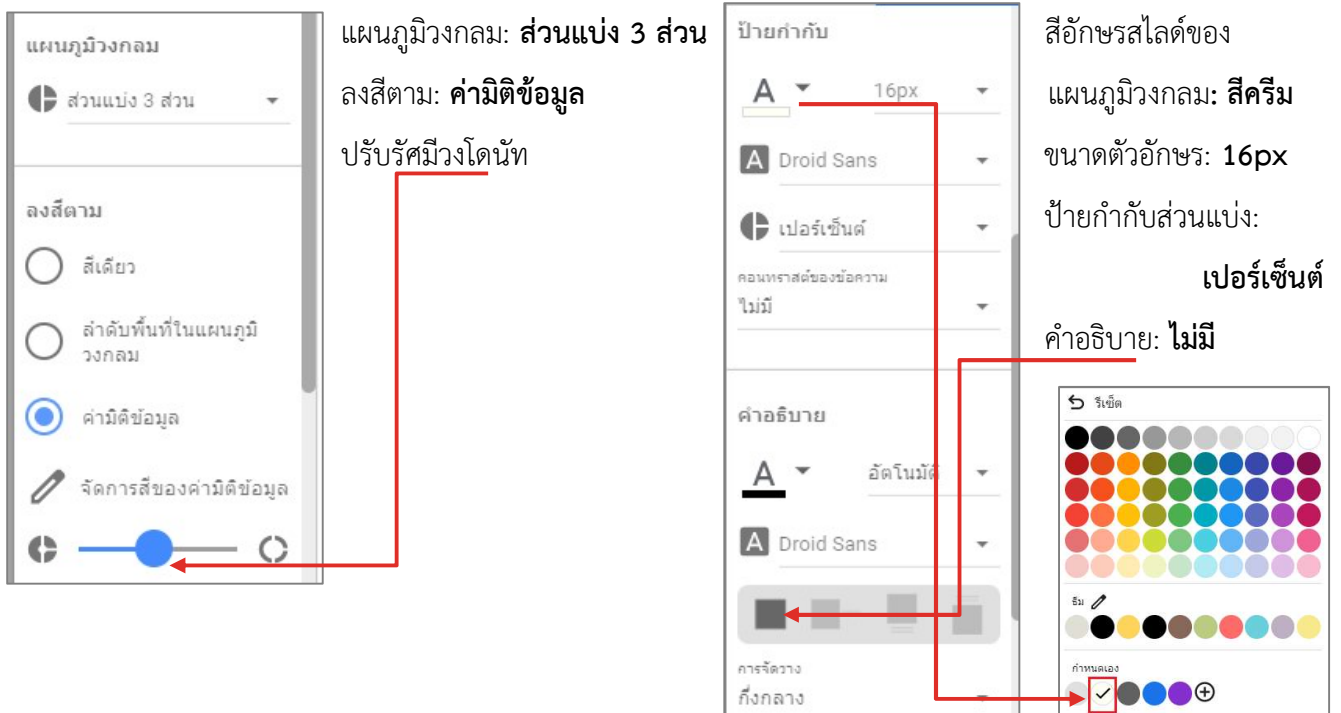 แผนภูมิวงกลม
ส่วนแบ่ง 3 ส่วน
ลงสีตาม
สีเดียว
ลำดับพื้นที่ในแผนภูมิ
วงกลม
ค่ามิติข้อมูล
จัดการสีของค่ามิติข้อมูล
แผนภูมิวงกลม: ส่วนแบ่ง 3 ส่วน
ลงสีตาม: ค่ามิติข้อมูล
ปรับรัศมีวงโดนัท
ป้ายกำกับ
A 16px
A Droid Sans
เปอร์เซ็นต์
คอนทราสต์ของข้อความ
ไม่มี
คำอธิบาย
A อัตโนมัติ
A Droid Sans
การจัดวาง
กึ่งกลาง
สีอักษรสไลด์ของ
แผนภูมิวงกลม: สีครีม
ขนาดตัวอักษร: 16px
ป้ายกำกับส่วนแบ่ง:
เปอร์เซ็นต์
คำอธิบาย: ไม่มี
รีเซ็ต
ธีม
กำหนดเอง